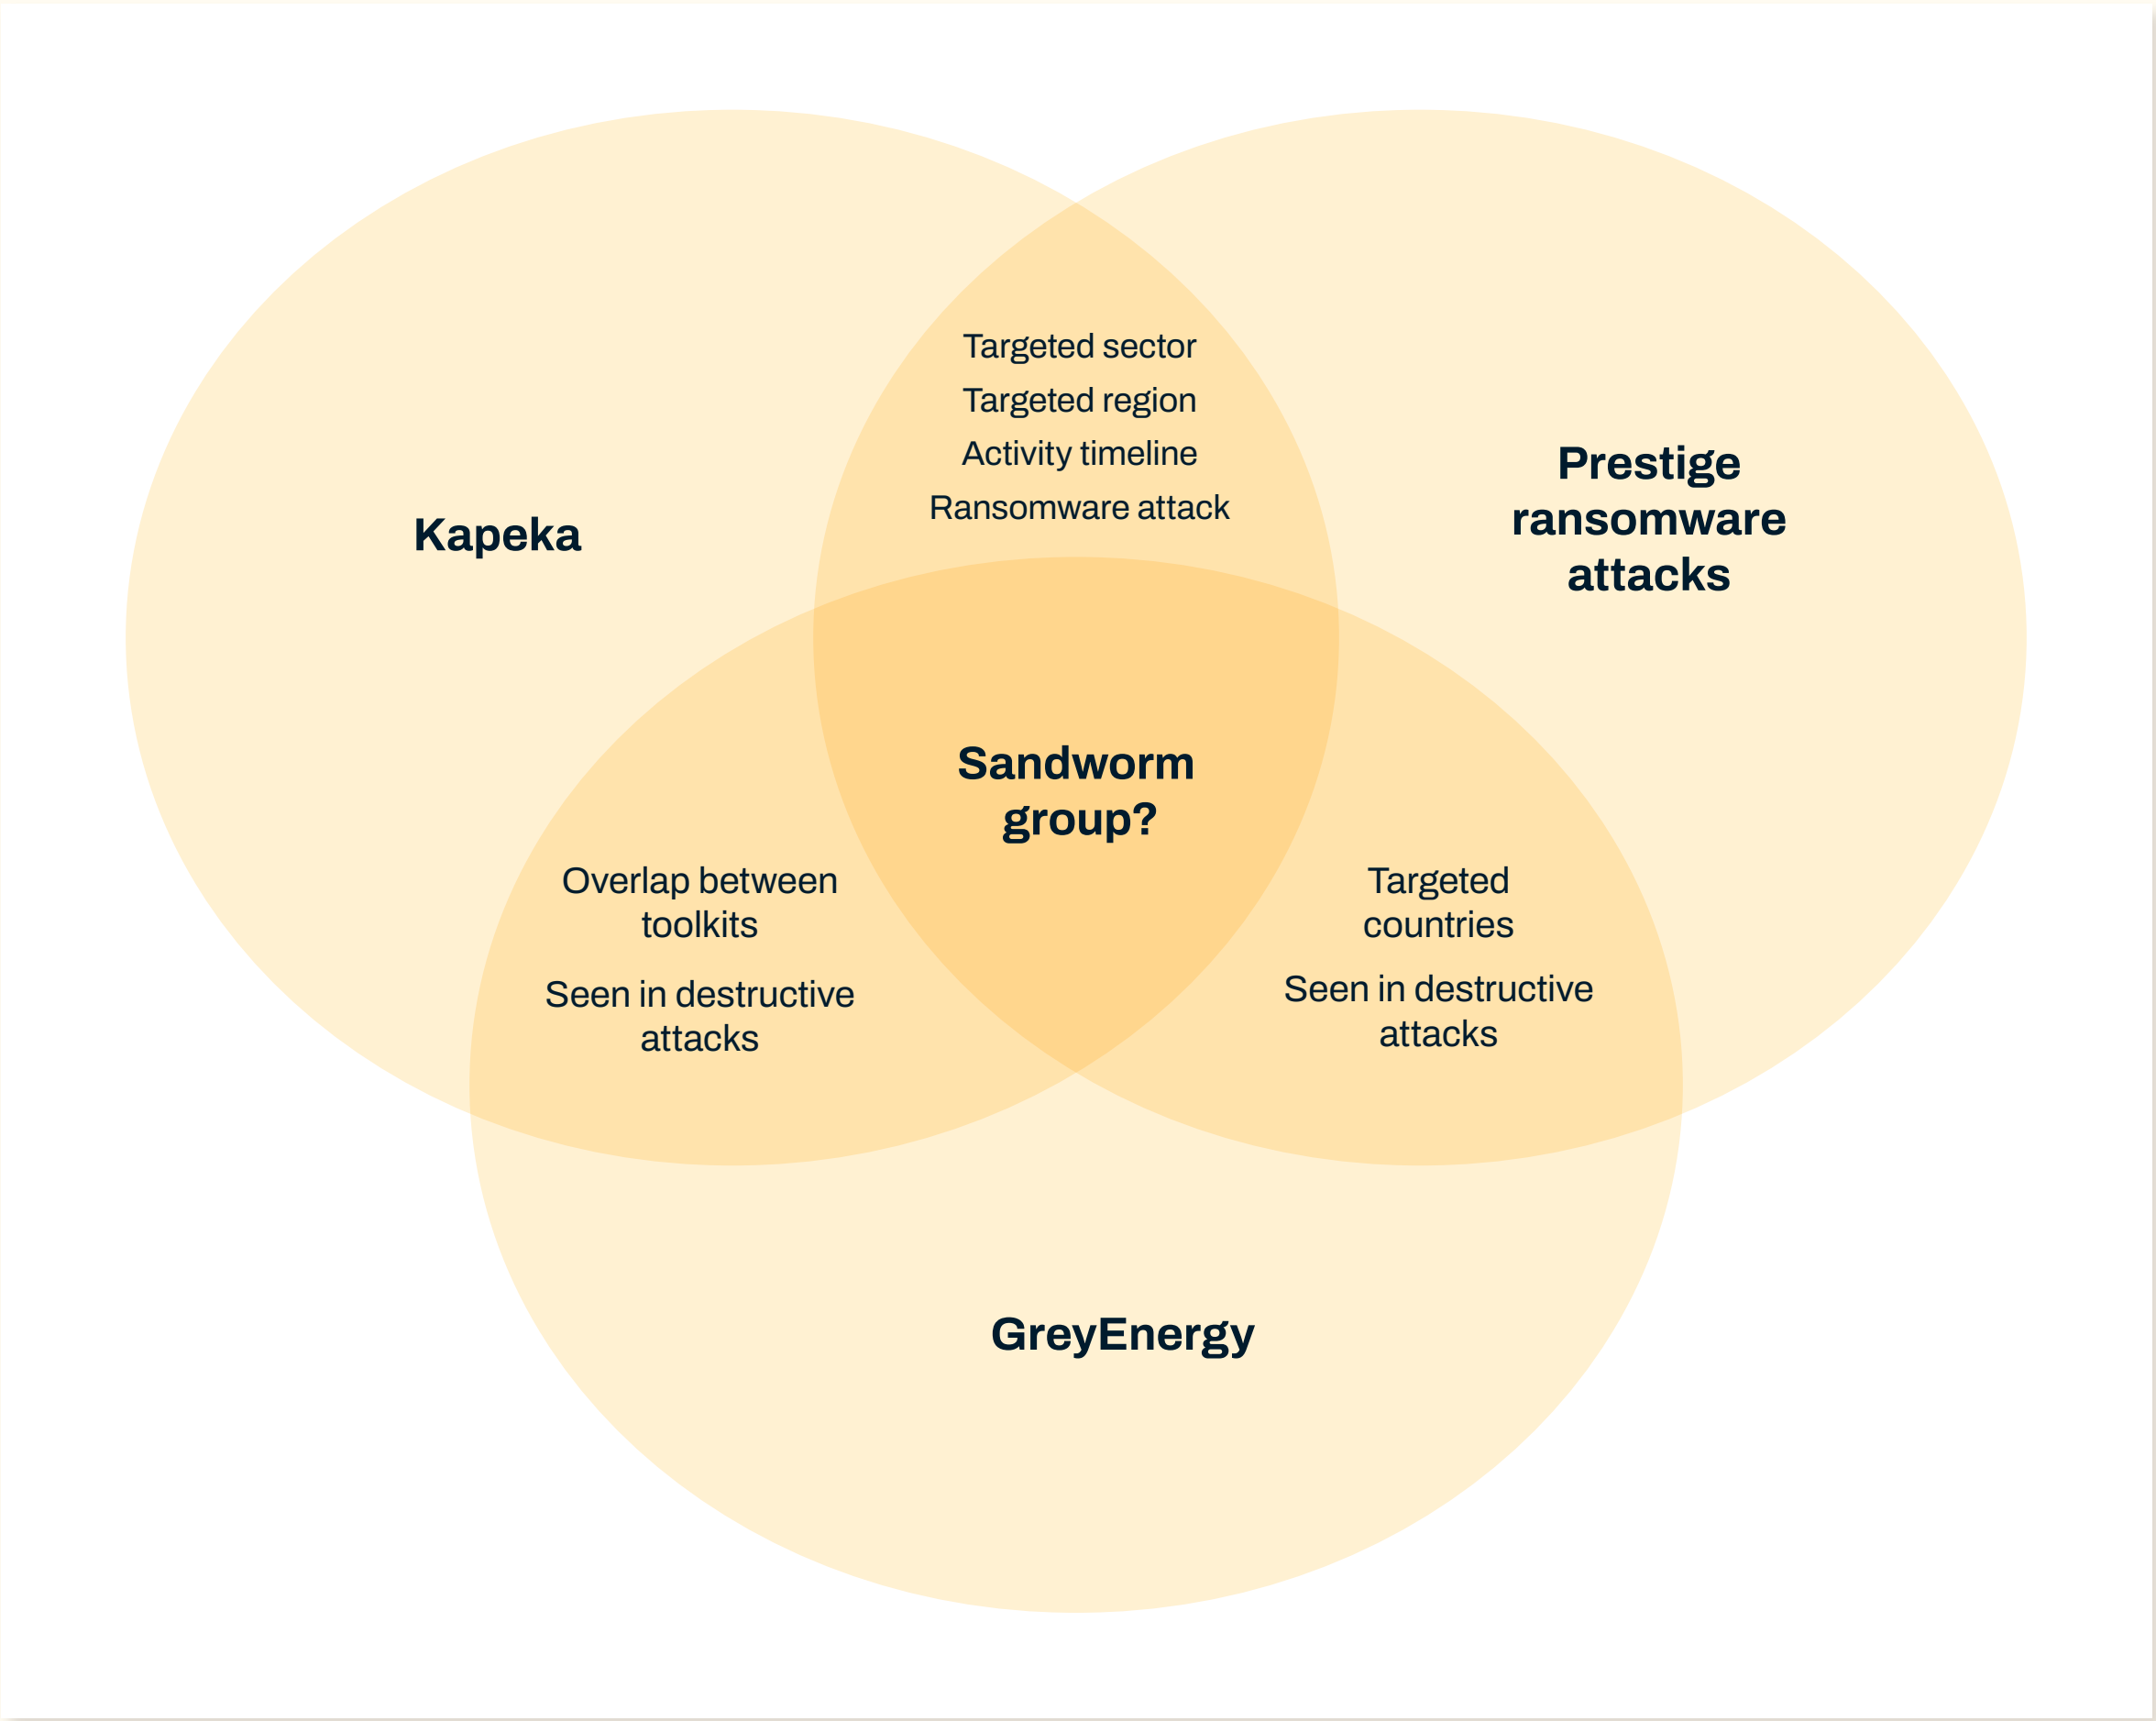 Targeted sector
Targeted region
Activity timeline
Ransomware attack
Kapeka
Prestige
ransomware
attacks
Sandworm
group?
Overlap between
toolkits
Seen in destructive
attacks
Targeted
countries
Seen in destructive
attacks
GreyEnergy